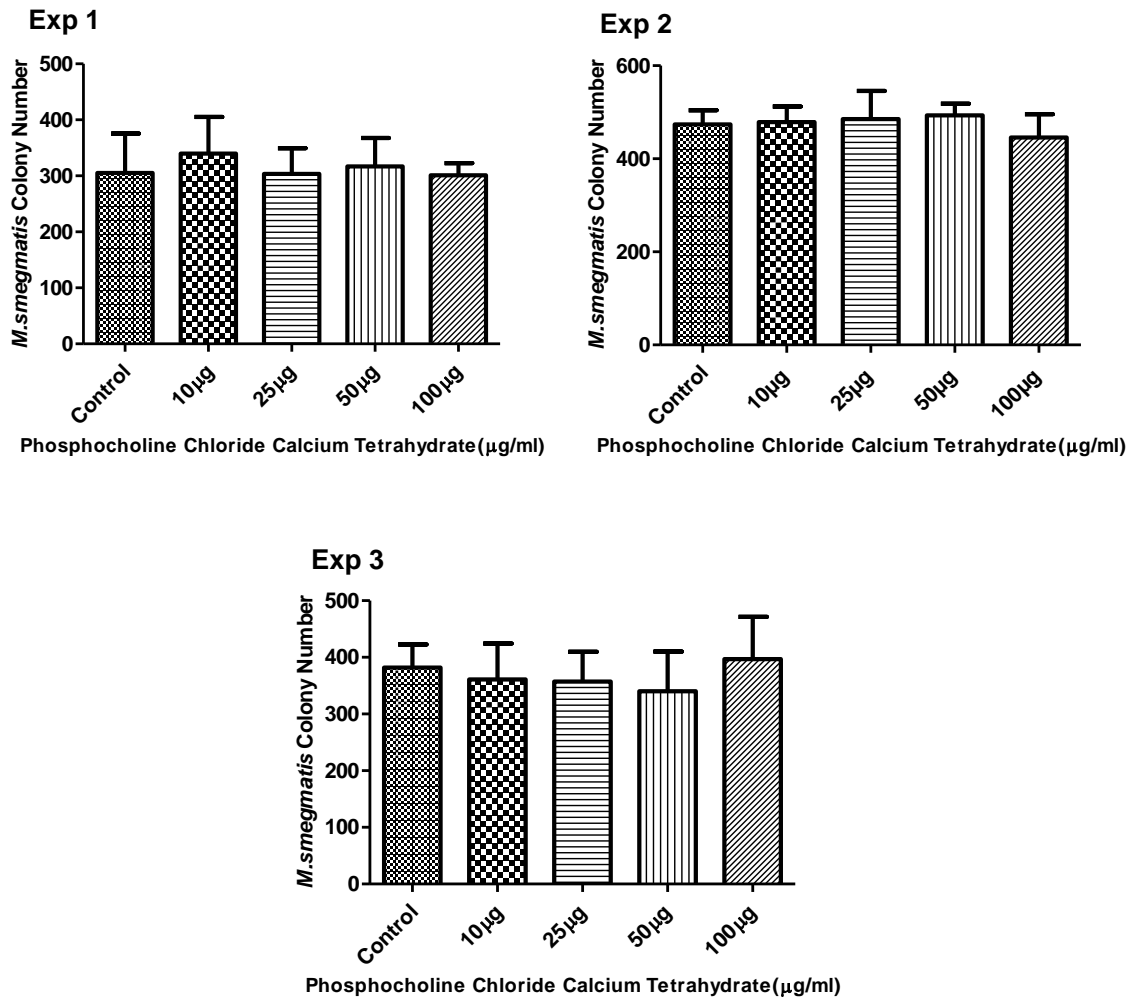 Exp 1
M.smegmatis Colony Number
500
400
300
200
100
0
Control
10µg
25µg
50µg
100µg
Phosphocholine Chloride Calcium Tetrahydrate(µg/ml)
Exp 2
M.smegmatis Colony Number
600
400
200
0
Control
10µg
25µg
50µg
100µg
Phosphocholine Chloride Calcium Tetrahydrate(µg/ml)
Exp 3
M.smegmatis Colony Number
500
400
300
200
100
0
Control
10µg
25µg
50µg
100µg
Phosphocholine Chloride Calcium Tetrahydrate(µg/ml)